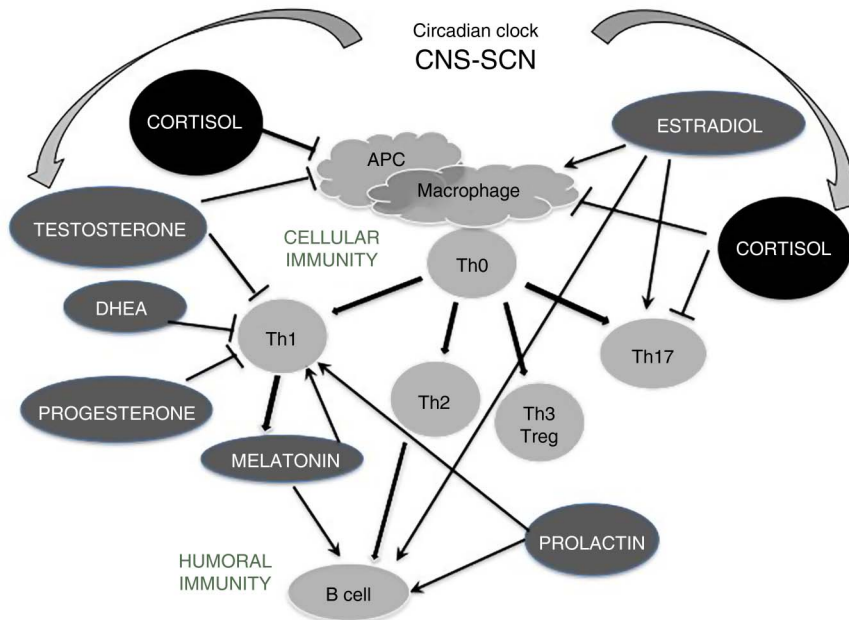 Circadian clock
CNS-SCN
CORTISOL
ESTRADIOL
APC
Macrophage
TESTOSTERONE
CELLULAR
IMMUNITY
Th0
CORTISOL
DHEA
Th1
Th17
Th2
Th3
Treg
PROGESTERONE
MELATONIN
PROLACTIN
HUMORAL
IMMUNITY
B cell